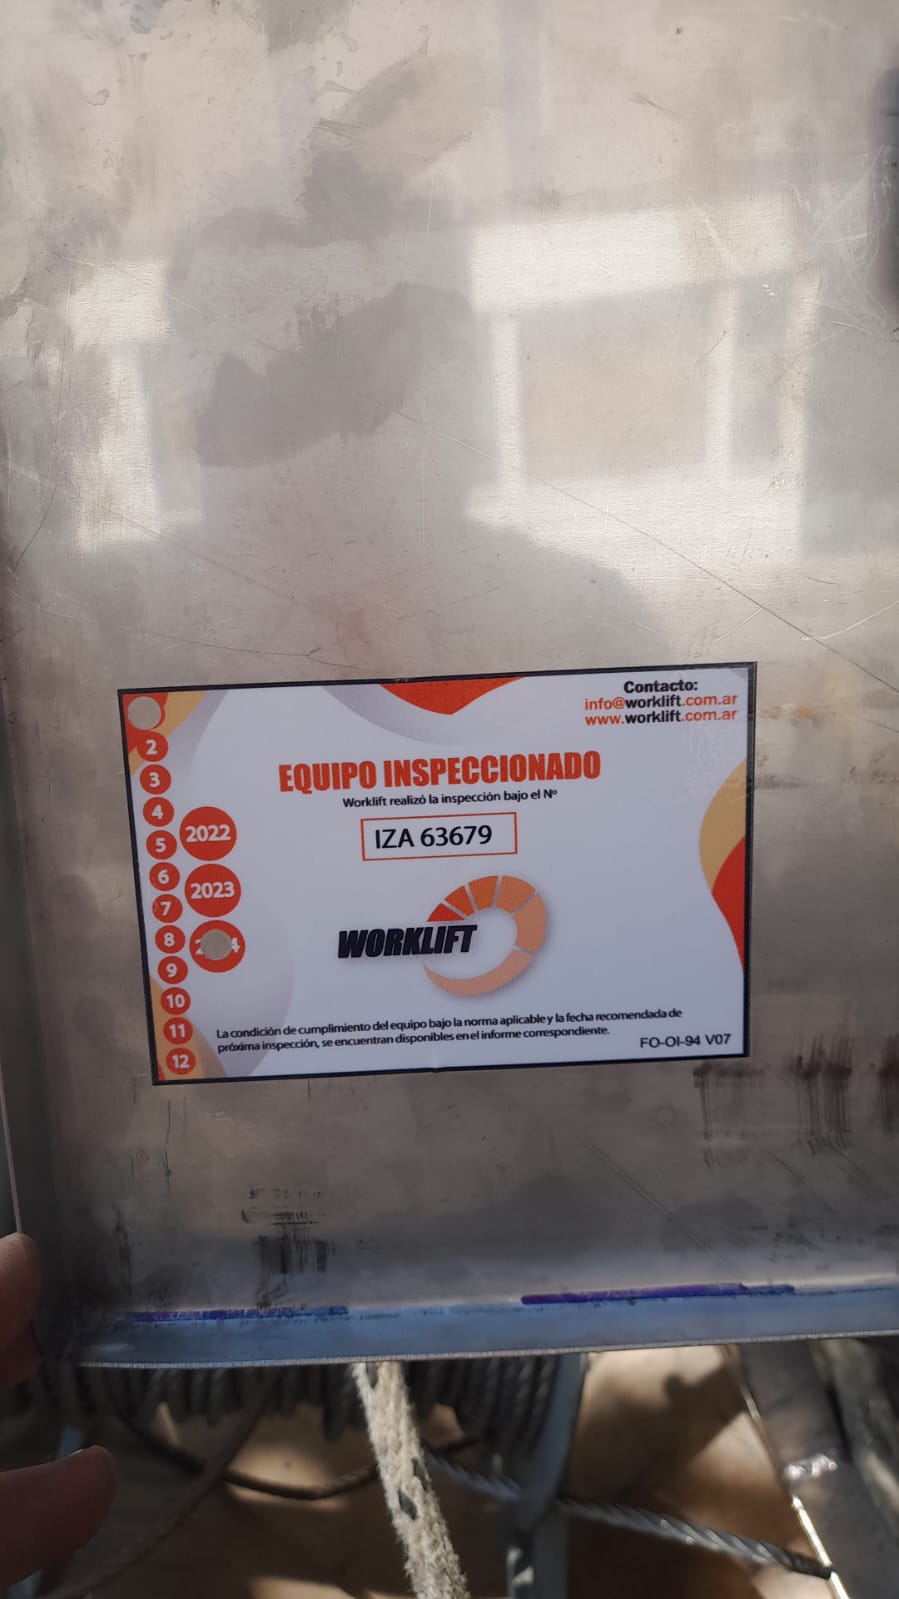 Contacto:
info@worklift.com.ar
www.worklift.com.ar
EQUIPO INSPECCIONADO
Worklift realizó la inspección bajo el Nº
IZA 63679
WORKLIFT
2
3
4
5
6
7
8
9
10
11
12
2022
2023
La condición de cumplimiento del equipo bajo la norma aplicable y la fecha recomendada de
próxima inspección, se encuentran disponibles en el informe correspondiente.
FO-OI-94 V07